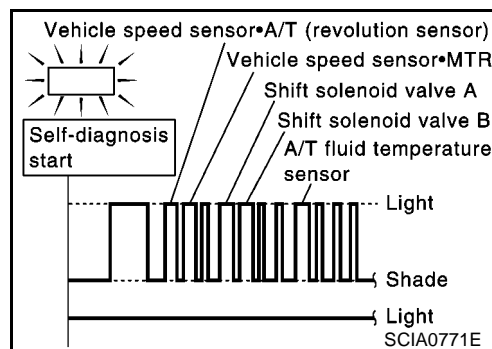 Vehicle speed sensor•A/T (revolution sensor)
Vehicle speed sensor•MTR
Shift solenoid valve A
Shift solenoid valve B
A/T fluid temperature
sensor
Self-diagnosis
start
Light
Shade
Light
SCIA0771E